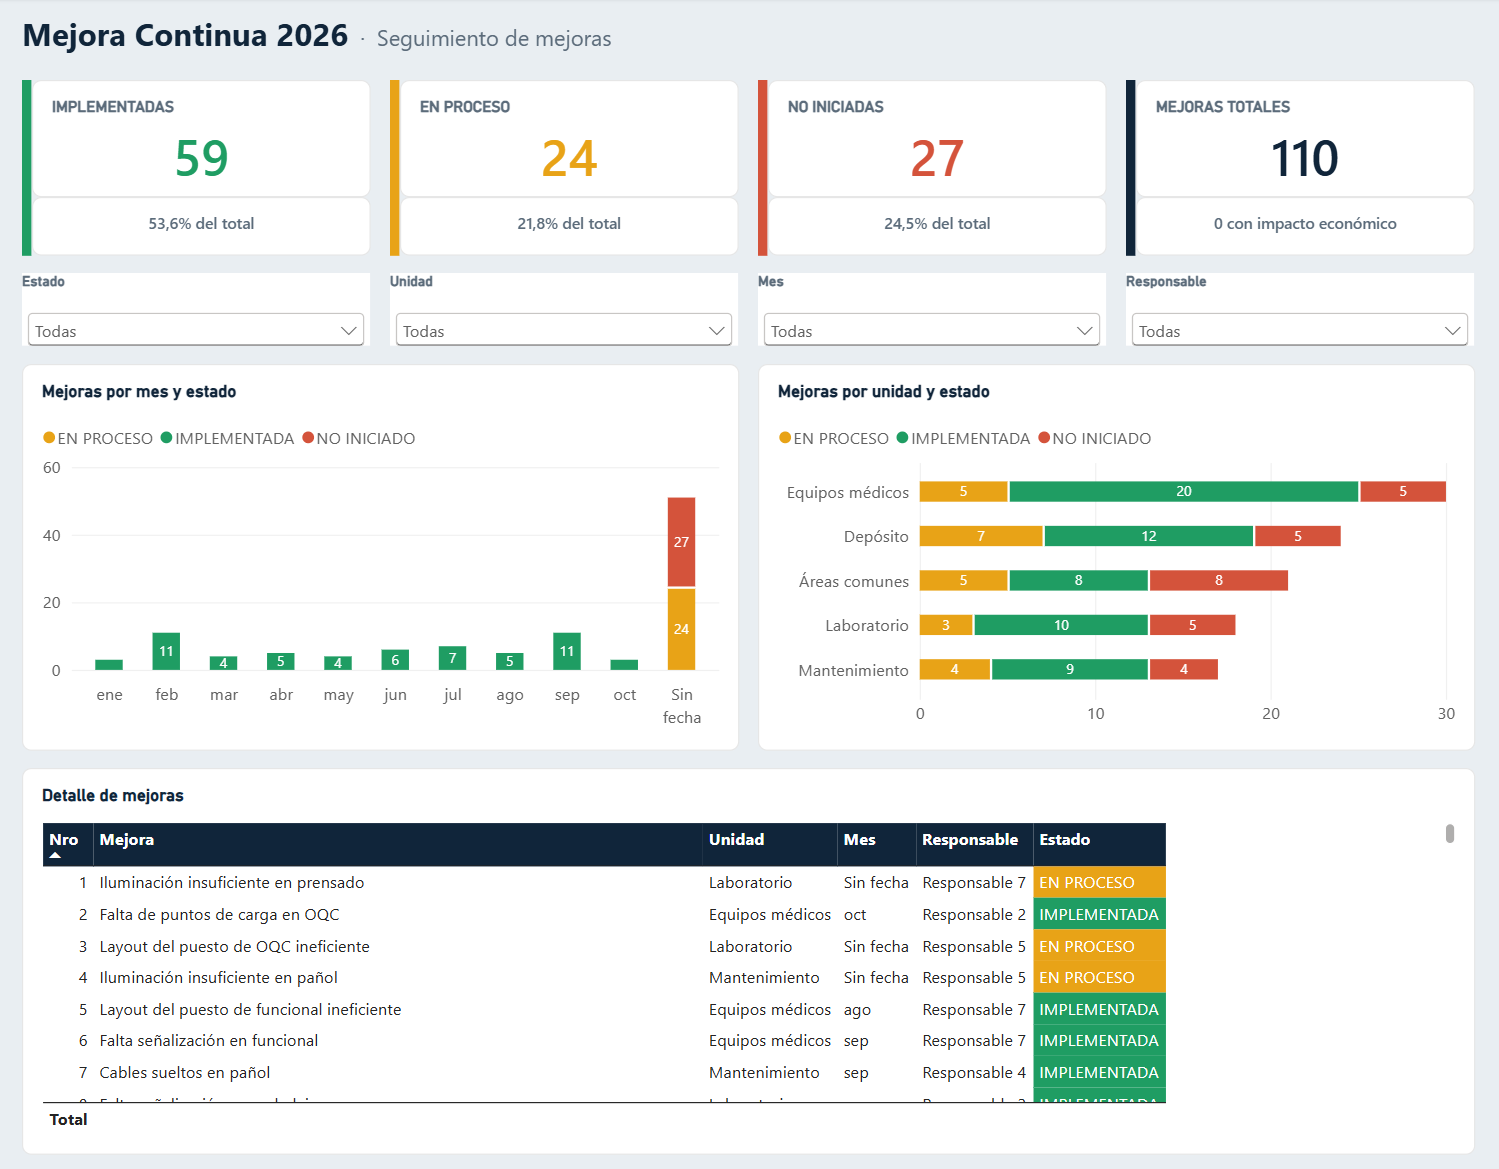 Mejora Continua 2026 · Seguimiento de mejoras
IMPLEMENTADAS
59
53,6% del total
EN PROCESO
24
21,8% del total
NO INICIADAS
27
24,5% del total
MEJORAS TOTALES
110
0 con impacto económico
Estado
Todas
Unidad
Todas
Mes
Todas
Responsable
Todas
Mejoras por mes y estado
EN PROCESO IMPLEMENTADA NO INICIADO
60
40
20
0
11 4 5 4 6 7 5 11 24 27
ene feb mar abr may jun jul ago sep oct Sin fecha
Mejoras por unidad y estado
EN PROCESO IMPLEMENTADA NO INICIADO
Equipos médicos 5 20 5
Depósito 7 12 5
Áreas comunes 5 8 8
Laboratorio 3 10 5
Mantenimiento 4 9 4
0 10 20 30
Detalle de mejoras
Nro Mejora Unidad Mes Responsable Estado
1 Iluminación insuficiente en prensado Laboratorio Sin fecha Responsable 7 EN PROCESO
2 Falta de puntos de carga en OQC Equipos médicos oct Responsable 2 IMPLEMENTADA
3 Layout del puesto de OQC ineficiente Laboratorio Sin fecha Responsable 5 EN PROCESO
4 Iluminación insuficiente en pañol Mantenimiento Sin fecha Responsable 5 EN PROCESO
5 Layout del puesto de funcional ineficiente Equipos médicos ago Responsable 7 IMPLEMENTADA
6 Falta señalización en funcional Equipos médicos sep Responsable 7 IMPLEMENTADA
7 Cables sueltos en pañol Mantenimiento sep Responsable 4 IMPLEMENTADA
Total